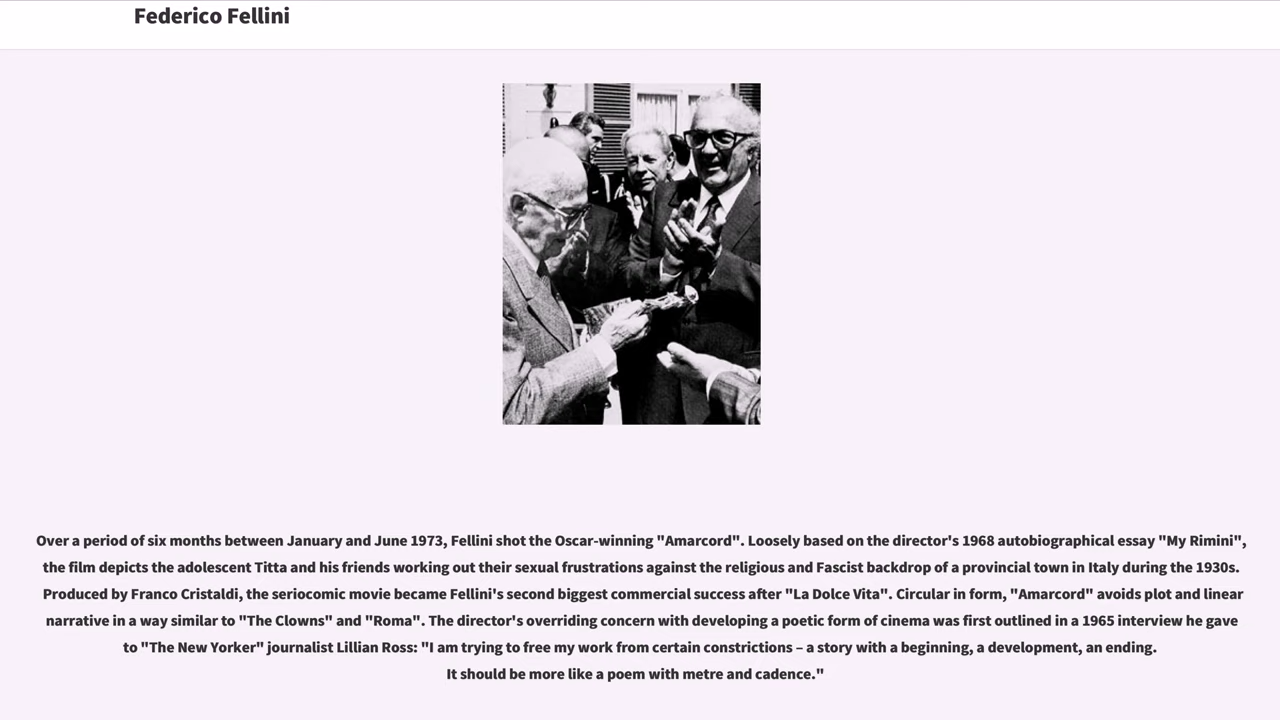 Federico Fellini
Over a period of six months between January and June 1973, Fellini shot the Oscar-winning "Amarcord". Loosely based on the director's 1968 autobiographical essay "My Rimini",
the film depicts the adolescent Titta and his friends working out their sexual frustrations against the religious and Fascist backdrop of a provincial town in Italy during the 1930s.
Produced by Franco Cristaldi, the seriocomic movie became Fellini's second biggest commercial success after "La Dolce Vita". Circular in form, "Amarcord" avoids plot and linear
narrative in a way similar to "The Clowns" and "Roma". The director's overriding concern with developing a poetic form of cinema was first outlined in a 1965 interview he gave
to "The New Yorker" journalist Lillian Ross: "I am trying to free my work from certain constrictions – a story with a beginning, a development, an ending.
It should be more like a poem with metre and cadence."